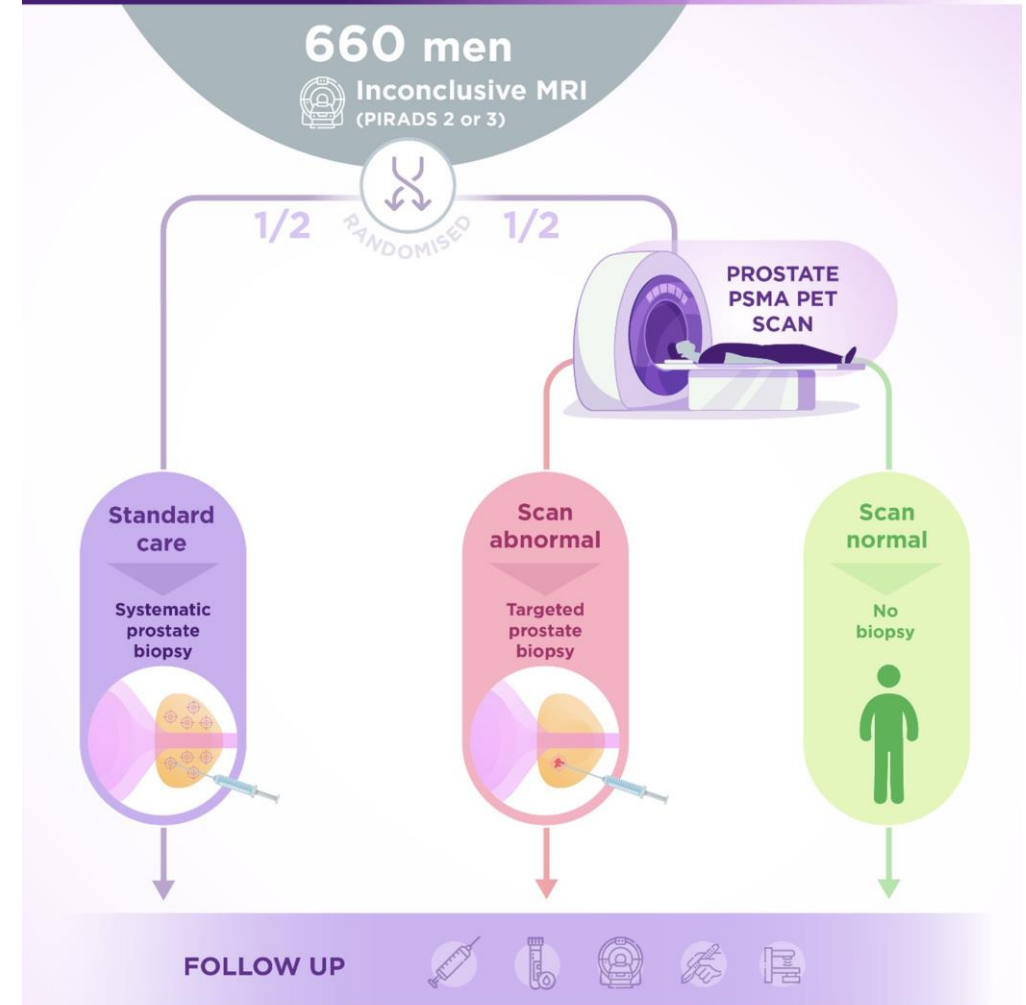 660 men
Inconclusive MRI
(PIRADS 2 or 3)
1/2
RANDOMISED
1/2
PROSTATE
PSMA PET
SCAN
Standard
care
Systematic
prostate
biopsy
Scan
abnormal
Targeted
prostate
biopsy
Scan
normal
No
biopsy
FOLLOW UP